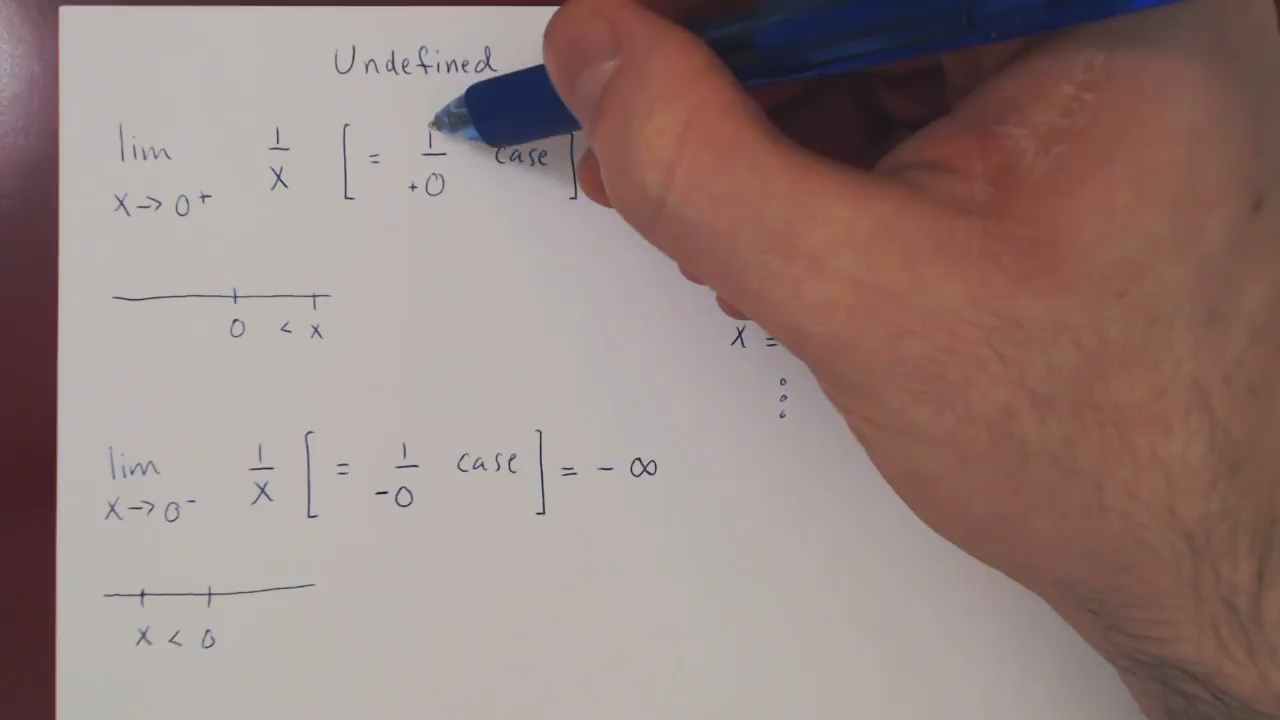 Undefined
lim x→0⁺ 1/x [ = 1/+0 case ]
0 < x
x =
lim x→0⁻ 1/x [ = 1/-0 case ] = - ∞
x < 0